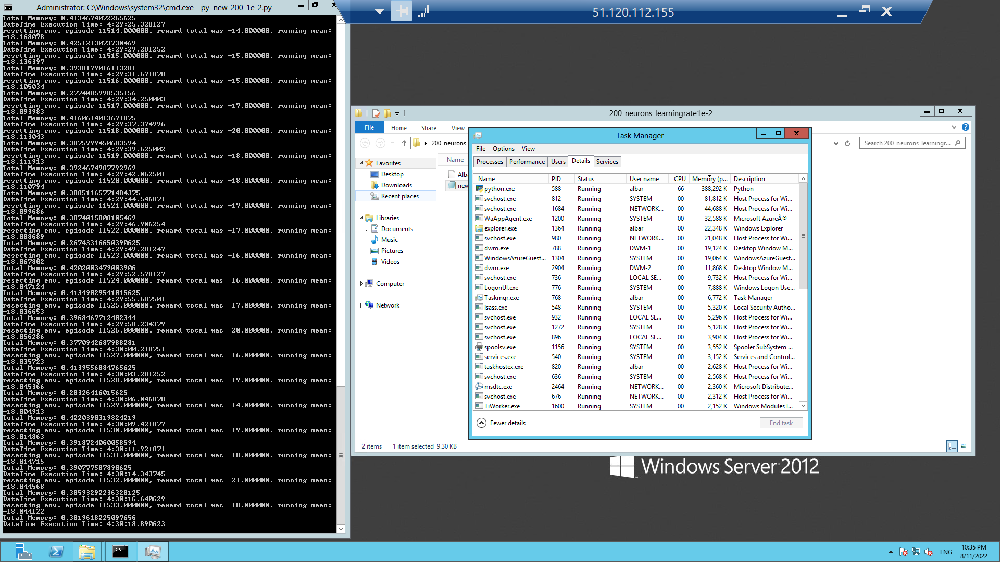 Administrator: C:\Windows\system32\cmd.exe - py  new_200_1e-2.py
Total Memory: 0.4134674072265625
DateTime Execution Time: 4:29:25.328127
resetting env. episode 11514.000000, reward total was -14.000000. running mean:
-18.168078
Total Memory: 0.4251213073730469
DateTime Execution Time: 4:29:29.281252
resetting env. episode 11515.000000, reward total was -15.000000. running mean:
-18.136397
Total Memory: 0.3938179016113281
DateTime Execution Time: 4:29:31.671878
resetting env. episode 11516.000000, reward total was -15.000000. running mean:
-18.105034
Total Memory: 0.2774085998535156
DateTime Execution Time: 4:29:34.250003
resetting env. episode 11517.000000, reward total was -17.000000. running mean:
-18.093983
Total Memory: 0.4160614013671875
DateTime Execution Time: 4:29:37.374996
resetting env. episode 11518.000000, reward total was -20.000000. running mean:
-18.113043
Total Memory: 0.38759994506835​94
DateTime Execution Time: 4:29:39.625002
resetting env. episode 11519.000000, reward total was -18.000000. running mean:
-18.111913
Total Memory: 0.3924674987792969
DateTime Execution Time: 4:29:42.062501
resetting env. episode 11520.000000, reward total was -18.000000. running mean:
-18.110794
Total Memory: 0.388511657714​84375
DateTime Execution Time: 4:29:44.546871
resetting env. episode 11521.000000, reward total was -17.000000. running mean:
-18.099686
Total Memory: 0.3874015808105469
DateTime Execution Time: 4:29:46.906254
resetting env. episode 11522.000000, reward total was -17.000000. running mean:
-18.088689
Total Memory: 0.26743316650390625
DateTime Execution Time: 4:29:49.281247
resetting env. episode 11523.000000, reward total was -16.000000. running mean:
-18.067802
Total Memory: 0.4202003479003906
DateTime Execution Time: 4:29:52.578127
resetting env. episode 11524.000000, reward total was -16.000000. running mean:
-18.047124
Total Memory: 0.41349029541015625
DateTime Execution Time: 4:29:55.687501
resetting env. episode 11525.000000, reward total was -17.000000. running mean:
-18.036653
Total Memory: 0.3968467712402344
DateTime Execution Time: 4:29:58.234379
resetting env. episode 11526.000000, reward total was -20.000000. running mean:
-18.056286
Total Memory: 0.3770942687988281
DateTime Execution Time: 4:30:00.218751
resetting env. episode 11527.000000, reward total was -16.000000. running mean:
-18.035723
Total Memory: 0.4139556884765625
DateTime Execution Time: 4:30:03.281252
resetting env. episode 11528.000000, reward total was -19.000000. running mean:
-18.045366
Total Memory: 0.28326416015625
DateTime Execution Time: 4:30:06.046878
resetting env. episode 11529.000000, reward total was -14.000000. running mean:
-18.004913
Total Memory: 0.4220390319824219
DateTime Execution Time: 4:30:09.421877
resetting env. episode 11530.000000, reward total was -19.000000. running mean:
-18.014863
Total Memory: 0.3918724060058594
DateTime Execution Time: 4:30:11.921871
resetting env. episode 11531.000000, reward total was -18.000000. running mean:
-18.014715
Total Memory: 0.390777587890625
DateTime Execution Time: 4:30:14.343745
resetting env. episode 11532.000000, reward total was -21.000000. running mean:
-18.044568
Total Memory: 0.38593292236328125
DateTime Execution Time: 4:30:16.640629
resetting env. episode 11533.000000, reward total was -18.000000. running mean:
-18.044122
Total Memory: 0.3819618225097656
DateTime Execution Time: 4:30:18.890623
51.120.112.155
200_neurons_learningrate1e-2
File Home Share View
200_neurons_
Search 200_neurons_learningr...
Favorites
Desktop
Downloads
Recent places
Libraries
Documents
Music
Pictures
Videos
Computer
Network
Name
Alba
new
2 items 1 item selected 9.30 KB
Task Manager
File Options View
Processes Performance Users Details Services
Name PID Status User name CPU Memory (p... Description
python.exe 588 Running albar 66 388,292 K Python
svchost.exe 812 Running SYSTEM 00 81,812 K Host Process for Wi...
svchost.exe 1684 Running NETWORK... 00 44,688 K Host Process for Wi...
WaAppAgent.exe 1200 Running SYSTEM 00 32,588 K Microsoft AzureÂ®
explorer.exe 1364 Running albar 00 22,348 K Windows Explorer
svchost.exe 980 Running NETWORK... 00 21,048 K Host Process for Wi...
dwm.exe 788 Running DWM-1 00 19,124 K Desktop Window M...
WindowsAzureGuest... 1304 Running SYSTEM 00 19,064 K WindowsAzureGuest...
dwm.exe 2904 Running DWM-2 00 11,868 K Desktop Window M...
svchost.exe 736 Running LOCAL SE... 00 9,732 K Host Process for Wi...
LogonUI.exe 776 Running SYSTEM 00 7,888 K Windows Logon Use...
Taskmgr.exe 768 Running albar 00 6,772 K Task Manager
lsass.exe 548 Running SYSTEM 00 5,320 K Local Security Autho...
svchost.exe 932 Running LOCAL SE... 00 5,296 K Host Process for Wi...
svchost.exe 1272 Running SYSTEM 00 5,128 K Host Process for Wi...
svchost.exe 896 Running LOCAL SE... 00 3,904 K Host Process for Wi...
spoolsv.exe 1156 Running SYSTEM 00 3,552 K Spooler SubSystem ...
services.exe 540 Running SYSTEM 00 3,152 K Services and Control...
taskhostex.exe 820 Running albar 00 2,628 K Host Process for Wi...
svchost.exe 636 Running SYSTEM 00 2,568 K Host Process for Wi...
msdtc.exe 2464 Running NETWORK... 00 2,360 K Microsoft Distribute...
svchost.exe 676 Running NETWORK... 00 2,312 K Host Process for Wi...
TiWorker.exe 1600 Running SYSTEM 00 2,152 K Windows Modules I...
Fewer details End task
Windows Server 2012
ENG
10:35 PM
8/11/2022